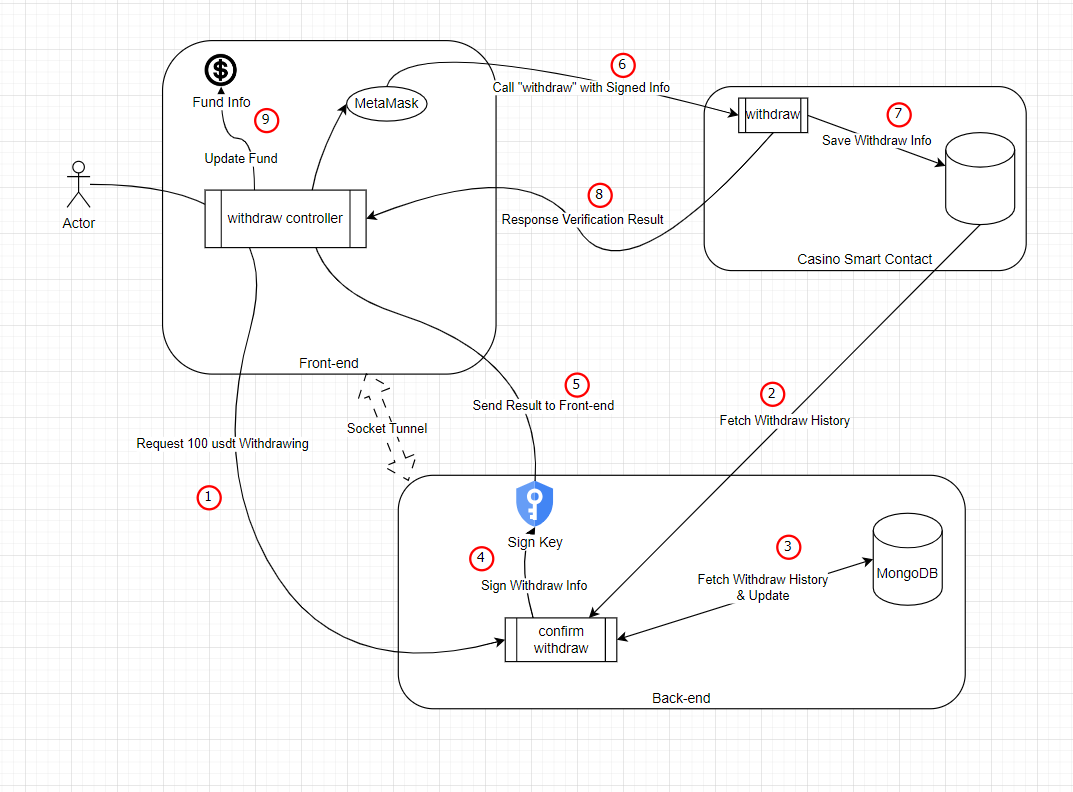 6
Call "withdraw" with Signed Info
Fund Info
MetaMask
9
withdraw
7
Save Withdraw Info
Update Fund
8
Actor
withdraw controller
Response Verification Result
Casino Smart Contact
Front-end
5
Send Result to Front-end
2
Fetch Withdraw History
Socket Tunnel
Request 100 usdt Withdrawing
1
Sign Key
4
Sign Withdraw Info
3
Fetch Withdraw History
& Update
MongoDB
confirm
withdraw
Back-end